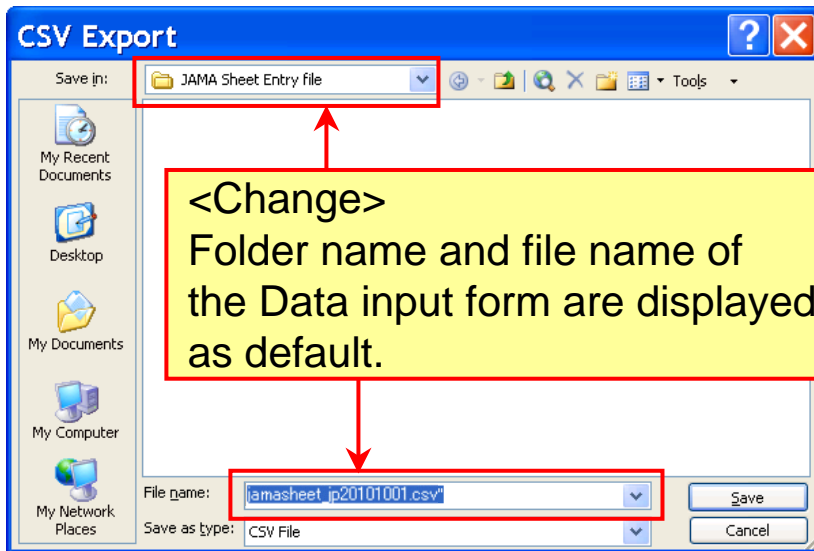 CSV Export
Save in:
JAMA Sheet Entry file
Tools
My Recent
Documents
Desktop
My Documents
My Computer
My Network
Places
<Change>
Folder name and file name of
the Data input form are displayed
as default.
File name:
jamasheet_jp20101001.csv"
Save
Save as type:
CSV File
Cancel